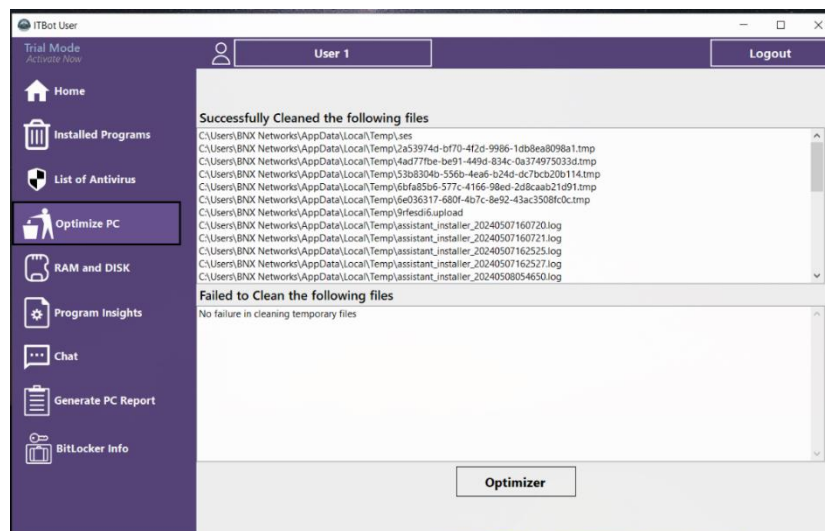 ITBot User
Trial Mode
Activate Now
User 1
Logout
Home
Installed Programs
List of Antivirus
Optimize PC
RAM and DISK
Program Insights
Chat
Generate PC Report
BitLocker Info
Successfully Cleaned the following files
C:\Users\BNX Networks\AppData\Local\Temp\.ses
C:\Users\BNX Networks\AppData\Local\Temp\2a53974d-bf70-4f2d-9986-1db8ea8098a1.tmp
C:\Users\BNX Networks\AppData\Local\Temp\4ad77fbe-be91-449d-834c-0a374975033d.tmp
C:\Users\BNX Networks\AppData\Local\Temp\53b8304b-556b-4ea6-b24d-dc7bcb20b114.tmp
C:\Users\BNX Networks\AppData\Local\Temp\6bfa85b6-577c-4166-98ed-2d8caab21d91.tmp
C:\Users\BNX Networks\AppData\Local\Temp\6e036317-680f-4b7c-8e92-43ac3508fc0c.tmp
C:\Users\BNX Networks\AppData\Local\Temp\9rfesdi6.upload
C:\Users\BNX Networks\AppData\Local\Temp\assistant_installer_20240507160720.log
C:\Users\BNX Networks\AppData\Local\Temp\assistant_installer_20240507160721.log
C:\Users\BNX Networks\AppData\Local\Temp\assistant_installer_20240507162525.log
C:\Users\BNX Networks\AppData\Local\Temp\assistant_installer_20240507162527.log
C:\Users\BNX Networks\AppData\Local\Temp\assistant_installer_20240508054650.log
Failed to Clean the following files
No failure in cleaning temporary files
Optimizer